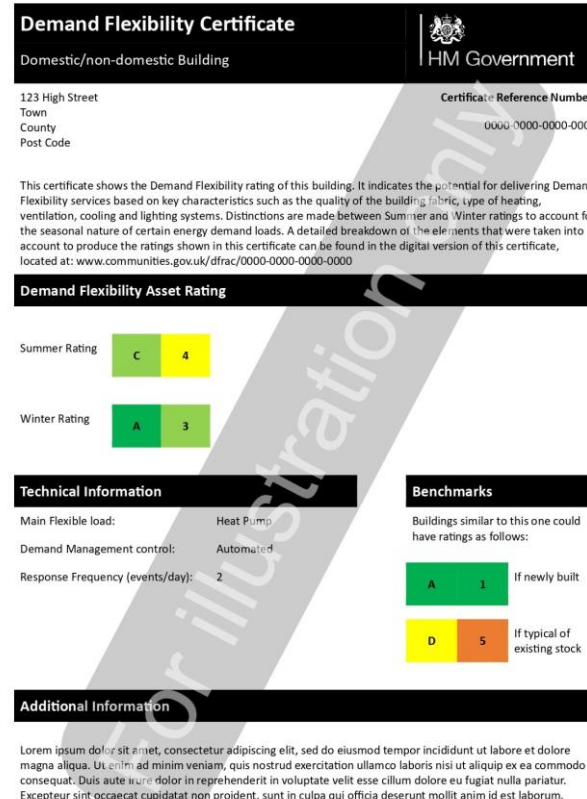 Demand Flexibility Certificate
Domestic/non-domestic Building
HM Government
123 High Street
Town
County
Post Code
Certificate Reference
0000-0000-0000-
This certificate shows the Demand Flexibility rating of this building. It indicates the potential for delivering
Flexibility services based on key characteristics such as the quality of the building fabric, type of heating,
ventilation, cooling and lighting systems. Distinctions are made between Summer and Winter ratings to account
the seasonal nature of certain energy demand loads. A detailed breakdown of the elements that were taken into
account to produce the ratings shown in this certificate can be found in the digital version of this certificate,
located at: www.communities.gov.uk/dfrac/0000-0000-0000-0000
Demand Flexibility Asset Rating
Summer Rating C 4
Winter Rating A 3
Technical Information
Main Flexible load: Heat Pump
Demand Management control: Automated
Response Frequency (events/day): 2
Benchmarks
Buildings similar to this one could
have ratings as follows:
A 1 If newly built
D 5 If typical of
existing stock
Additional Information
Lorem ipsum dolor sit amet, consectetur adipiscing elit, sed do eiusmod tempor incididunt ut labore et dolore
magna aliqua. Ut enim ad minim veniam, quis nostrud exercitation ullamco laboris nisi ut aliquip ex ea commodo
consequat. Duis aute irure dolor in reprehenderit in voluptate velit esse cillum dolore eu fugiat nulla pariatur.
Excepteur sint occaecat cupidatat non proident, sunt in culpa qui officia deserunt mollit anim id est laborum.
For illustration only